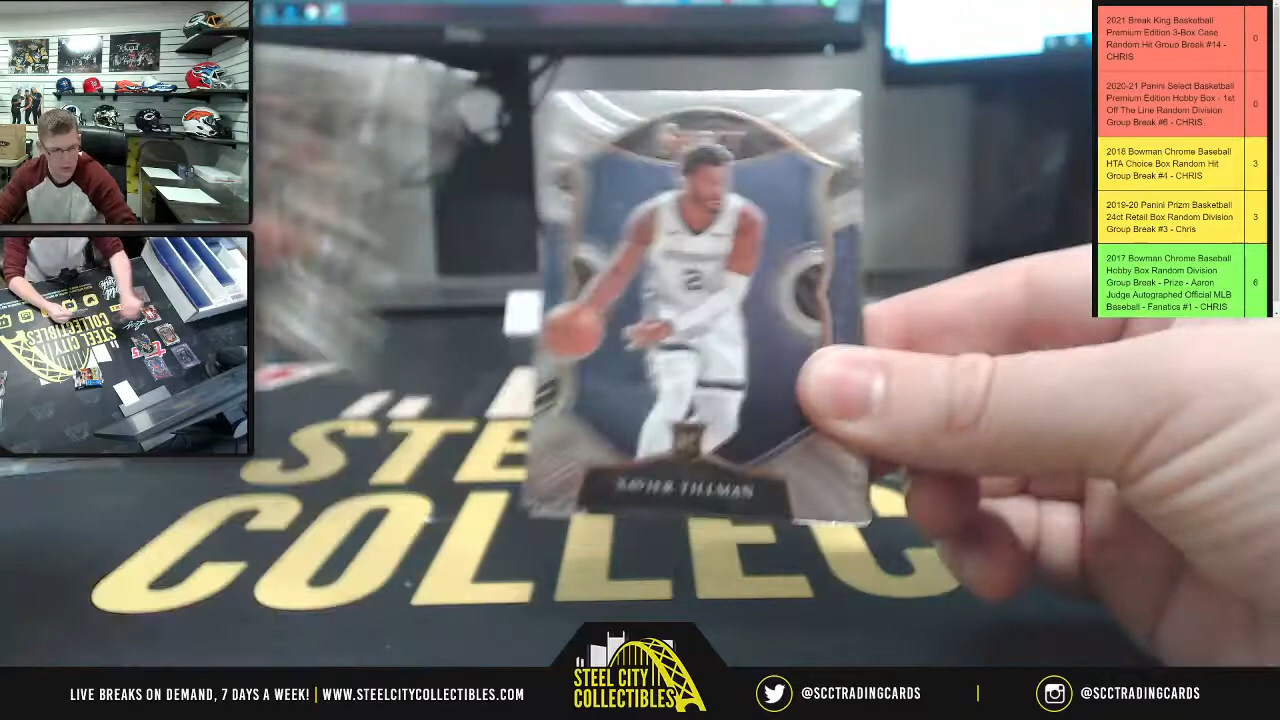 2021 Break King Basketball
Premium Edition 3-Box Case
Random Hit Group Break #14 -
CHRIS
0
2020-21 Panini Select Basketball
Premium Edition Hobby Box - 1st
Off The Line Random Division
Group Break #6 - CHRIS
0
2018 Bowman Chrome Baseball
HTA Choice Box Random Hit
Group Break #4 - CHRIS
3
2019-20 Panini Prizm Basketball
24ct Retail Box Random Division
Group Break #3 - Chris
3
2017 Bowman Chrome Baseball
Hobby Box Random Division
Group Break - Prize - Aaron
Judge Autographed Official MLB
Baseball - Fanatics #1 - CHRIS
6
2
XAVIER TILLMAN
STE
COLLEC
STEEL CITY
COLLECTIBLES
LIVE BREAKS ON DEMAND, 7 DAYS A WEEK! | WWW.STEELCITYCOLLECTIBLES.COM
STEEL CITY
COLLECTIBLES
@SCCTRADINGCARDS | @SCCTRADINGCARDS